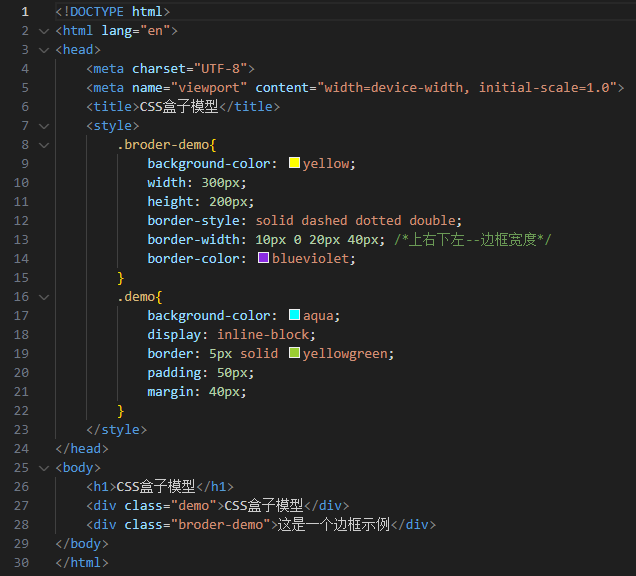 1 <!DOCTYPE html>
2 <html lang="en">
3 <head>
4 <meta charset="UTF-8">
5 <meta name="viewport" content="width=device-width, initial-scale=1.0">
6 <title>CSS盒子模型</title>
7 <style>
8 .broder-demo{
9 background-color: yellow;
10 width: 300px;
11 height: 200px;
12 border-style: solid dashed dotted double;
13 border-width: 10px 0 20px 40px; /*上右下左--边框宽度*/
14 border-color: blueviolet;
15 }
16 .demo{
17 background-color: aqua;
18 display: inline-block;
19 border: 5px solid yellowgreen;
20 padding: 50px;
21 margin: 40px;
22 }
23 </style>
24 </head>
25 <body>
26 <h1>CSS盒子模型</h1>
27 <div class="demo">CSS盒子模型</div>
28 <div class="broder-demo">这是一个边框示例</div>
29 </body>
30 </html>